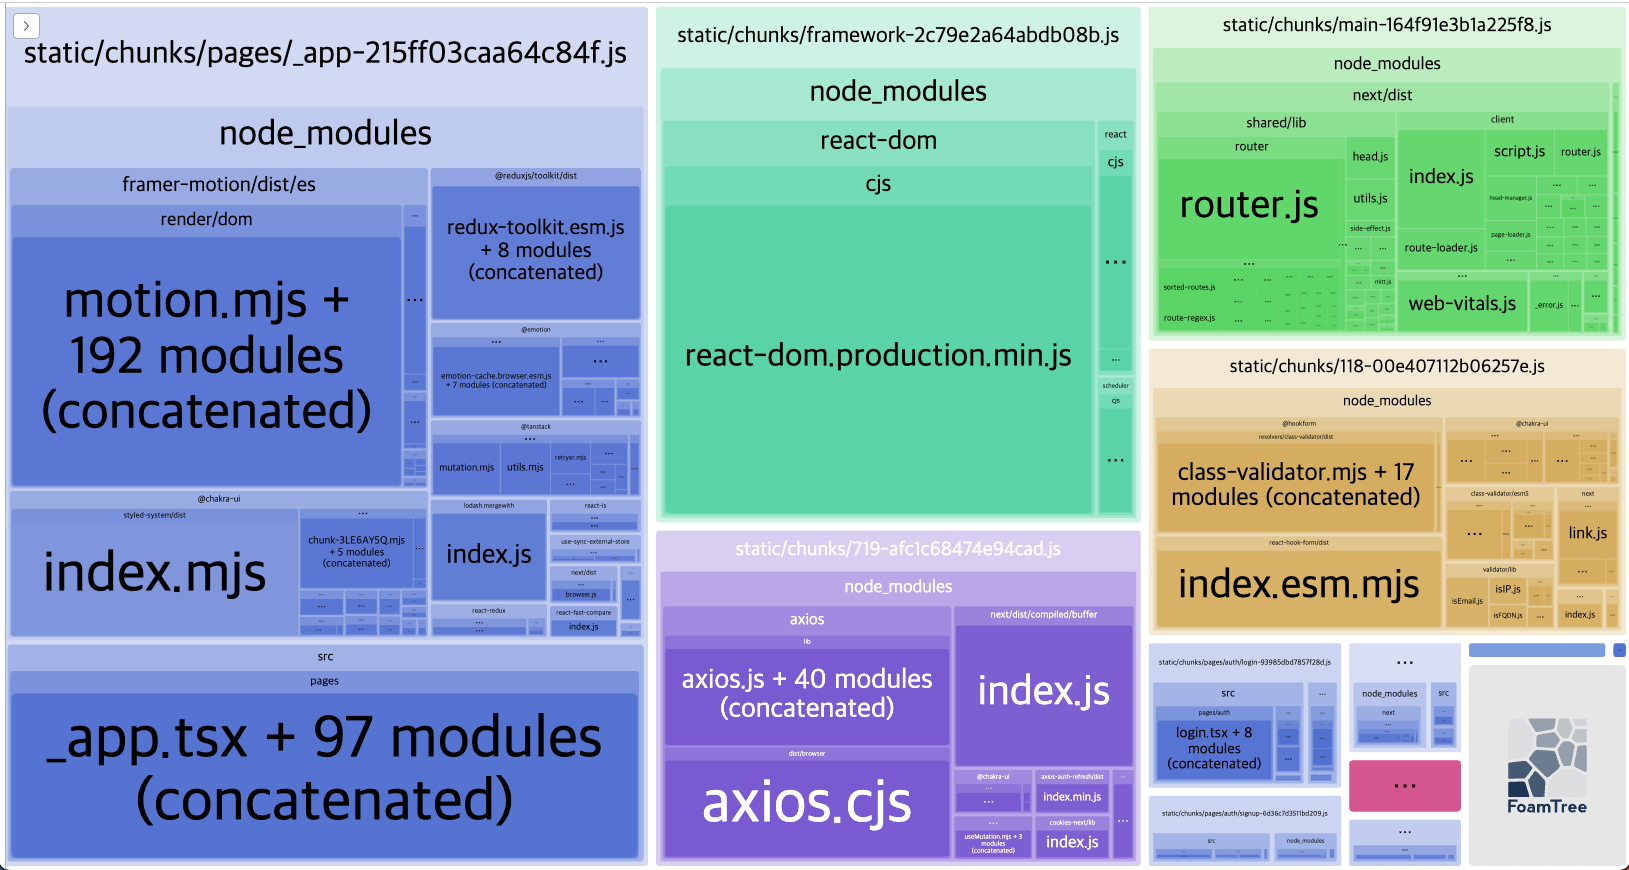 static/chunks/pages/_app-215ff03caa64c84f.js
node_modules
framer-motion/dist/es
render/dom
...
motion.mjs +
192 modules
(concatenated)
...
...
@reduxjs/toolkit/dist
redux-toolkit.esm.js
+ 8 modules
(concatenated)
@emotion
...
...
emotion-cache.browser.esm.js
+ 7 modules (concatenated)
@tanstack
...
mutation.mjs
utils.mjs
retryer.mjs
...
...
@chakra-ui
styled-system/dist
index.mjs
...
chunk-3LE6AY5Q.mjs
+ 5 modules
(concatenated)
...
lodash.mergewith
index.js
react-is
...
use-sync-external-store
next/dist
...
browser.js
react-redux
...
react-fast-compare
index.js
src
pages
_app.tsx + 97 modules
(concatenated)
static/chunks/framework-2c79e2a64abdb08b.js
node_modules
react-dom
cjs
react-dom.production.min.js
react
cjs
...
...
scheduler
cjs
...
static/chunks/719-afc1c68474e94cad.js
node_modules
axios
lib
axios.js + 40 modules
(concatenated)
dist/browser
axios.cjs
next/dist/compiled/buffer
index.js
@chakra-ui
...
...
useMutation.mjs + 3
modules
(concatenated)
axios-auth-refresh/dist
index.min.js
cookies-next/lib
index.js
...
static/chunks/main-164f91e3b1a225f8.js
node_modules
next/dist
shared/lib
router
router.js
...
sorted-routes.js
route-regex.js
head.js
utils.js
side-effect.js
mitt.js
client
index.js
script.js
router.js
head-manager.js
page-loader.js
route-loader.js
...
...
web-vitals.js
_error.js
...
static/chunks/118-00e407112b06257e.js
node_modules
@hookform
resolvers/class-validator/dist
class-validator.mjs + 17
modules (concatenated)
react-hook-form/dist
index.esm.mjs
@chakra-ui
...
...
class-validator/esm5
...
...
next
...
link.js
...
validator/lib
isEmail.js
isIP.js
isFQDN.js
...
index.js
static/chunks/pages/auth/login-93985dbd7857f28d.js
src
pages/auth
login.tsx + 8
modules
(concatenated)
...
static/chunks/pages/auth/signup-6d36c7d3511bd209.js
src
node_modules
...
node_modules
next
src
...
...
FoamTree